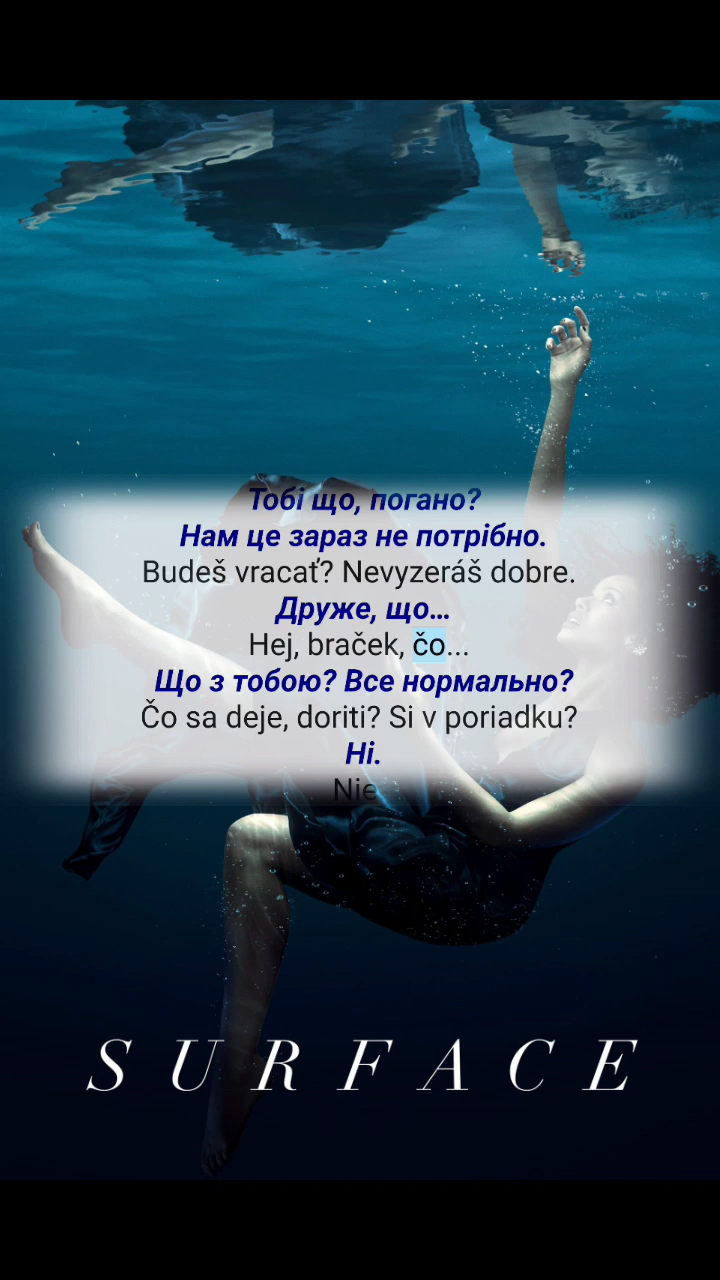 Тобі що, погано?
Нам це зараз не потрібно.
Budeš vracať? Nevyzeráš dobre.
Друже, що...
Hej, braček, čo...
Що з тобою? Все нормально?
Čo sa deje, doriti? Si v poriadku?
Ні.
Nie
SURFACE